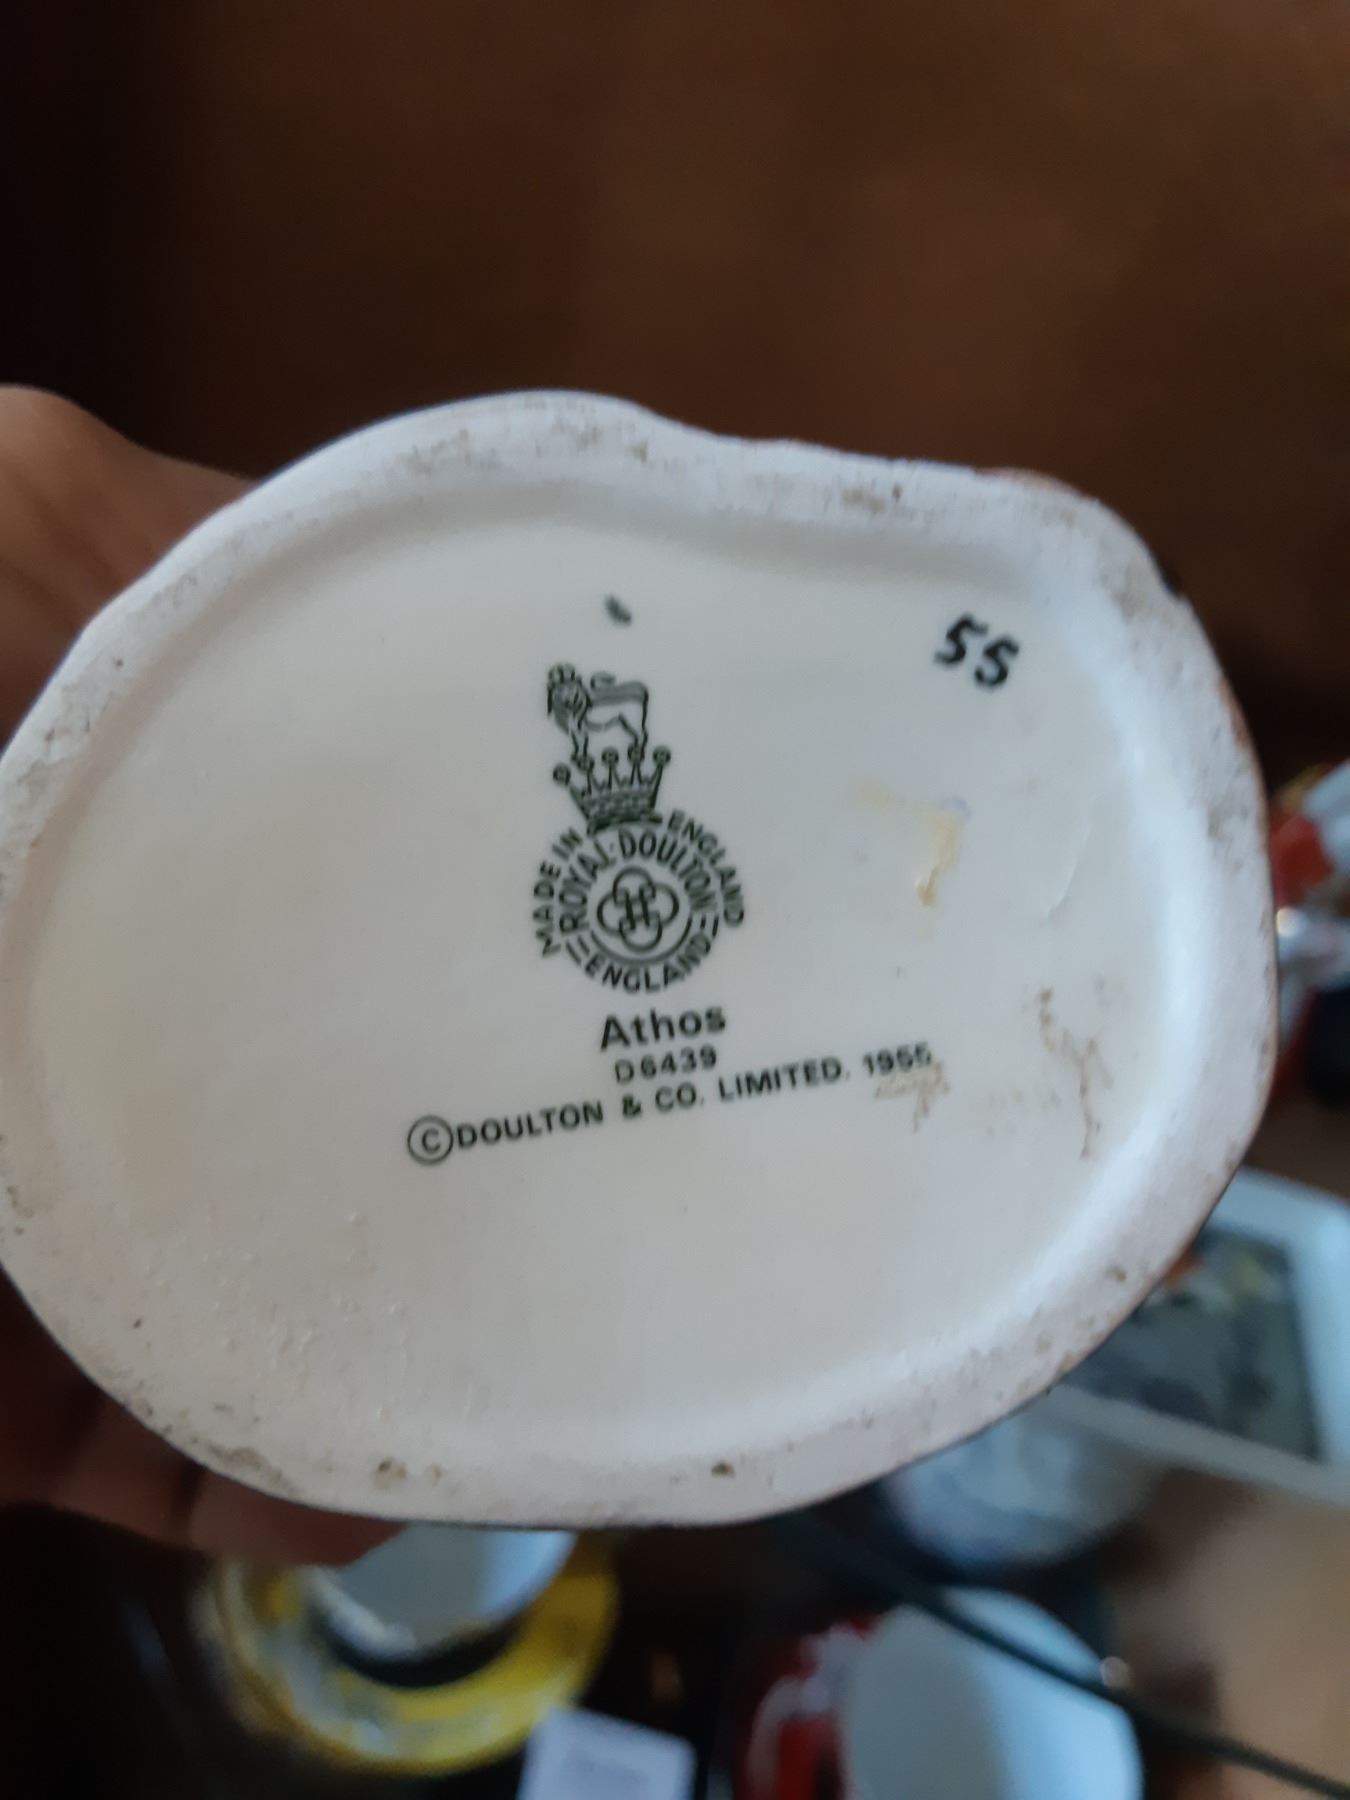 55
MADE IN ENGLAND
ROYAL DOULTON
ENGLAND
Athos
D6439
©DOULTON & CO. LIMITED. 1955